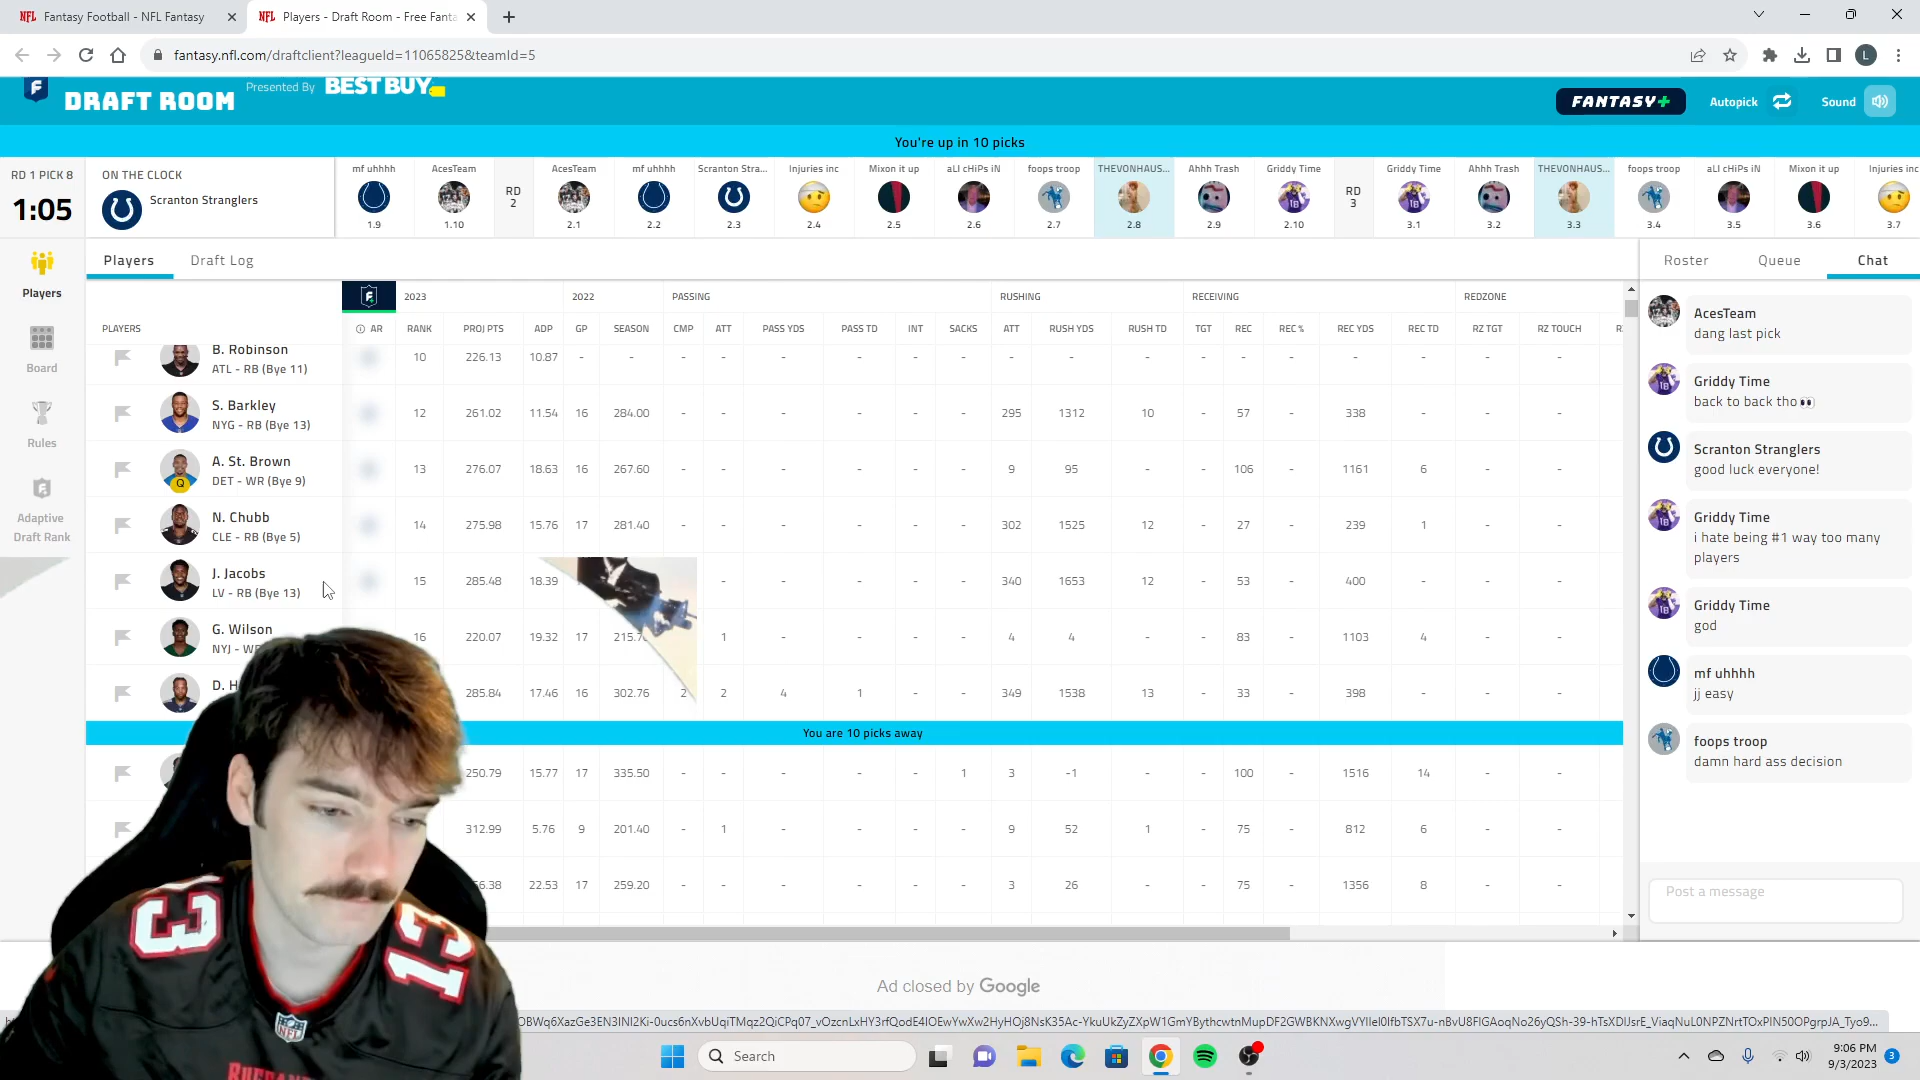 Fantasy Football - NFL Fantasy
Players - Draft Room - Free Fanta
fantasy.nfl.com/draftclient?leagueId=11065825&teamId=5
L
DRAFT ROOM
Presented By
BEST BUY
FANTASY+
Autopick
Sound
You're up in 10 picks
RD 1 PICK 8
1:05
ON THE CLOCK
Scranton Stranglers
mf uhhhh 1.9
AcesTeam 1.10
RD 2
AcesTeam 2.1
mf uhhhh 2.2
Scranton Stra... 2.3
Injuries inc 2.4
Mixon it up 2.5
aLl cHiPs iN 2.6
foops troop 2.7
THEVONHAUS... 2.8
Ahhh Trash 2.9
Griddy Time 2.10
RD 3
Griddy Time 3.1
Ahhh Trash 3.2
THEVONHAUS... 3.3
foops troop 3.4
aLl cHiPs iN 3.5
Mixon it up 3.6
Injuries inc 3.7
Players
Board
Rules
Adaptive
Draft Rank
Players Draft Log
Roster Queue Chat
2023 2022 PASSING RUSHING RECEIVING REDZONE
PLAYERS AR RANK PROJ PTS ADP GP SEASON CMP ATT PASS YDS PASS TD INT SACKS ATT RUSH YDS RUSH TD TGT REC REC % REC YDS REC TD RZ TGT RZ TOUCH
B. Robinson
ATL - RB (Bye 11)
10 226.13 10.87 - - - - - - - - - - - - - - - - - -
S. Barkley
NYG - RB (Bye 13)
12 261.02 11.54 16 284.00 - - - - - - 295 1312 10 - 57 - 338 - - -
A. St. Brown
DET - WR (Bye 9)
Q
13 276.07 18.63 16 267.60 - - - - - - 9 95 - - 106 - 1161 6 - -
N. Chubb
CLE - RB (Bye 5)
14 275.98 15.76 17 281.40 - - - - - - 302 1525 12 - 27 - 239 1 - -
J. Jacobs
LV - RB (Bye 13)
15 285.48 18.39 - - - - - 340 1653 12 - 53 - 400 - - -
G. Wilson
NYJ - W
16 220.07 19.32 17 1 - - - - 4 4 - - 83 - 1103 4 - -
D. H
285.84 17.46 16 302.76 2 2 4 1 - - 349 1538 13 - 33 - 398 - - -
You are 10 picks away
250.79 15.77 17 335.50 - - - - - 1 3 -1 - - 100 - 1516 14 - -
312.99 5.76 9 201.40 - 1 - - - - 9 52 1 - 75 - 812 6 - -
6.38 22.53 17 259.20 - - - - - - 3 26 - - 75 - 1356 8 - -
AcesTeam
dang last pick
Griddy Time
back to back tho 👀
Scranton Stranglers
good luck everyone!
Griddy Time
i hate being #1 way too many
players
Griddy Time
god
mf uhhhh
jj easy
foops troop
damn hard ass decision
Post a message
Ad closed by Google
13
13
NFL
Search
9:06 PM
9/3/2023
3